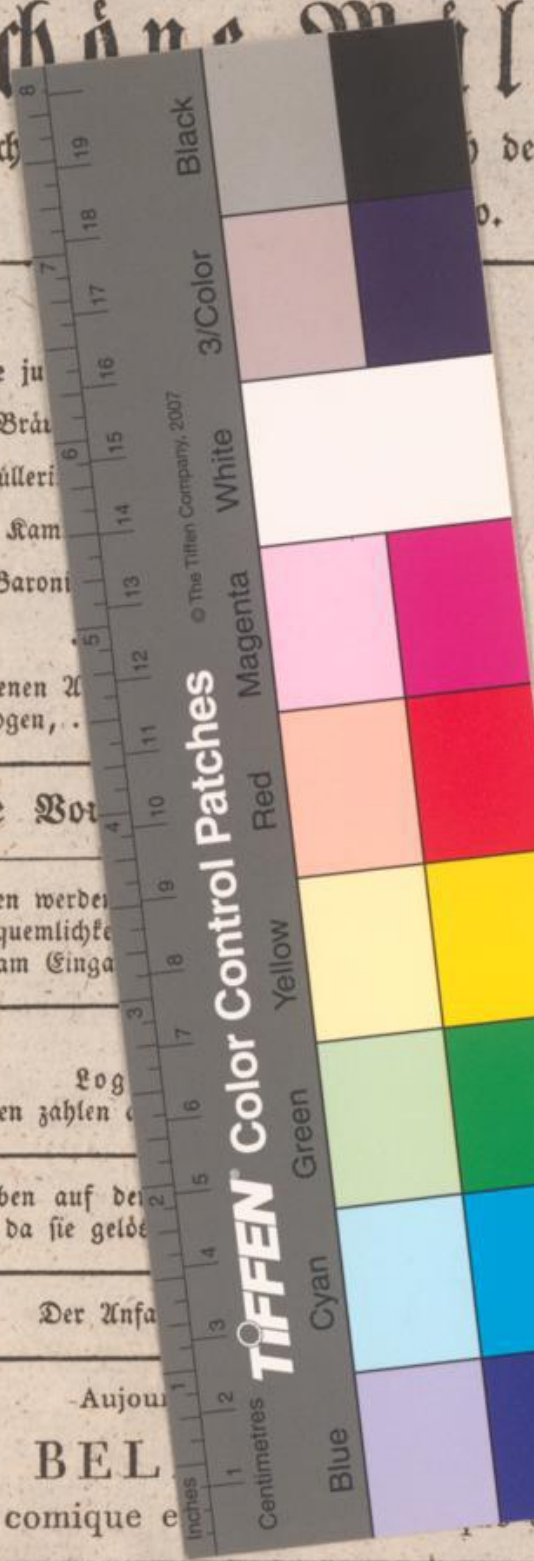 chöne Mül
de
o.
e ju
Bräu
ülleri
Kam
Baroni
enen A
ogen, .
e Vor
en werden
quemlichke
am Einga
Log
en zahlen
ben auf de
da sie gelös
Der Anfa
Aujour
BEL
comique e
Inches
1
2
3
4
5
6
7
8
Centimetres
1
2
3
4
5
6
7
8
9
10
11
12
13
14
15
16
17
18
19
TIFFEN® Color Control Patches
© The Tiffen Company, 2007
Blue
Cyan
Green
Yellow
Red
Magenta
White
3/Color
Black